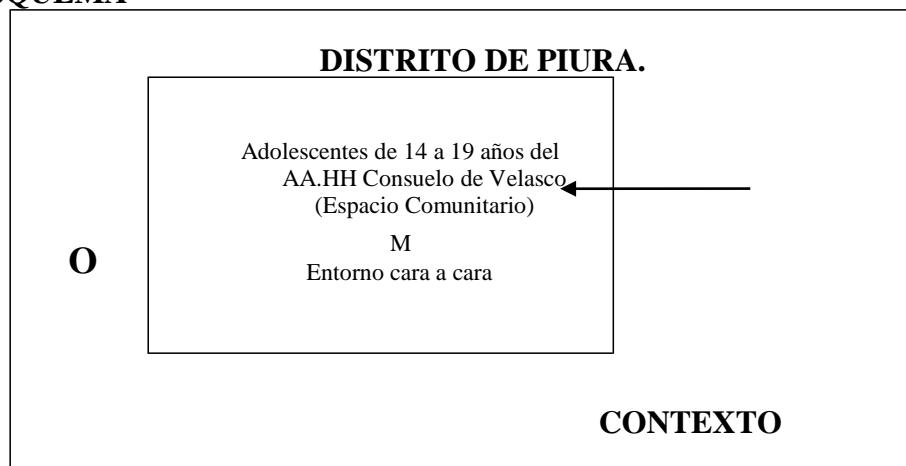 DISTRITO DE PIURA.
Adolescentes de 14 a 19 años del
AA.HH Consuelo de Velasco
(Espacio Comunitario)
M
O
Entorno cara a cara
CONTEXTO